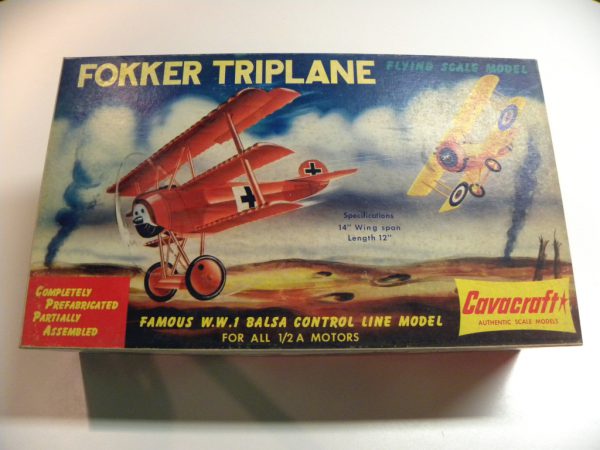 FOKKER TRIPLANE
FLYING SCALE MODEL
Specifications
14" Wing span
Length 12"
COMPLETELY
PREFABRICATED
PARTIALLY
ASSEMBLED
FAMOUS W.W.1 BALSA CONTROL LINE MODEL
FOR ALL 1/2 A MOTORS
Cavacraft
AUTHENTIC SCALE MODELS